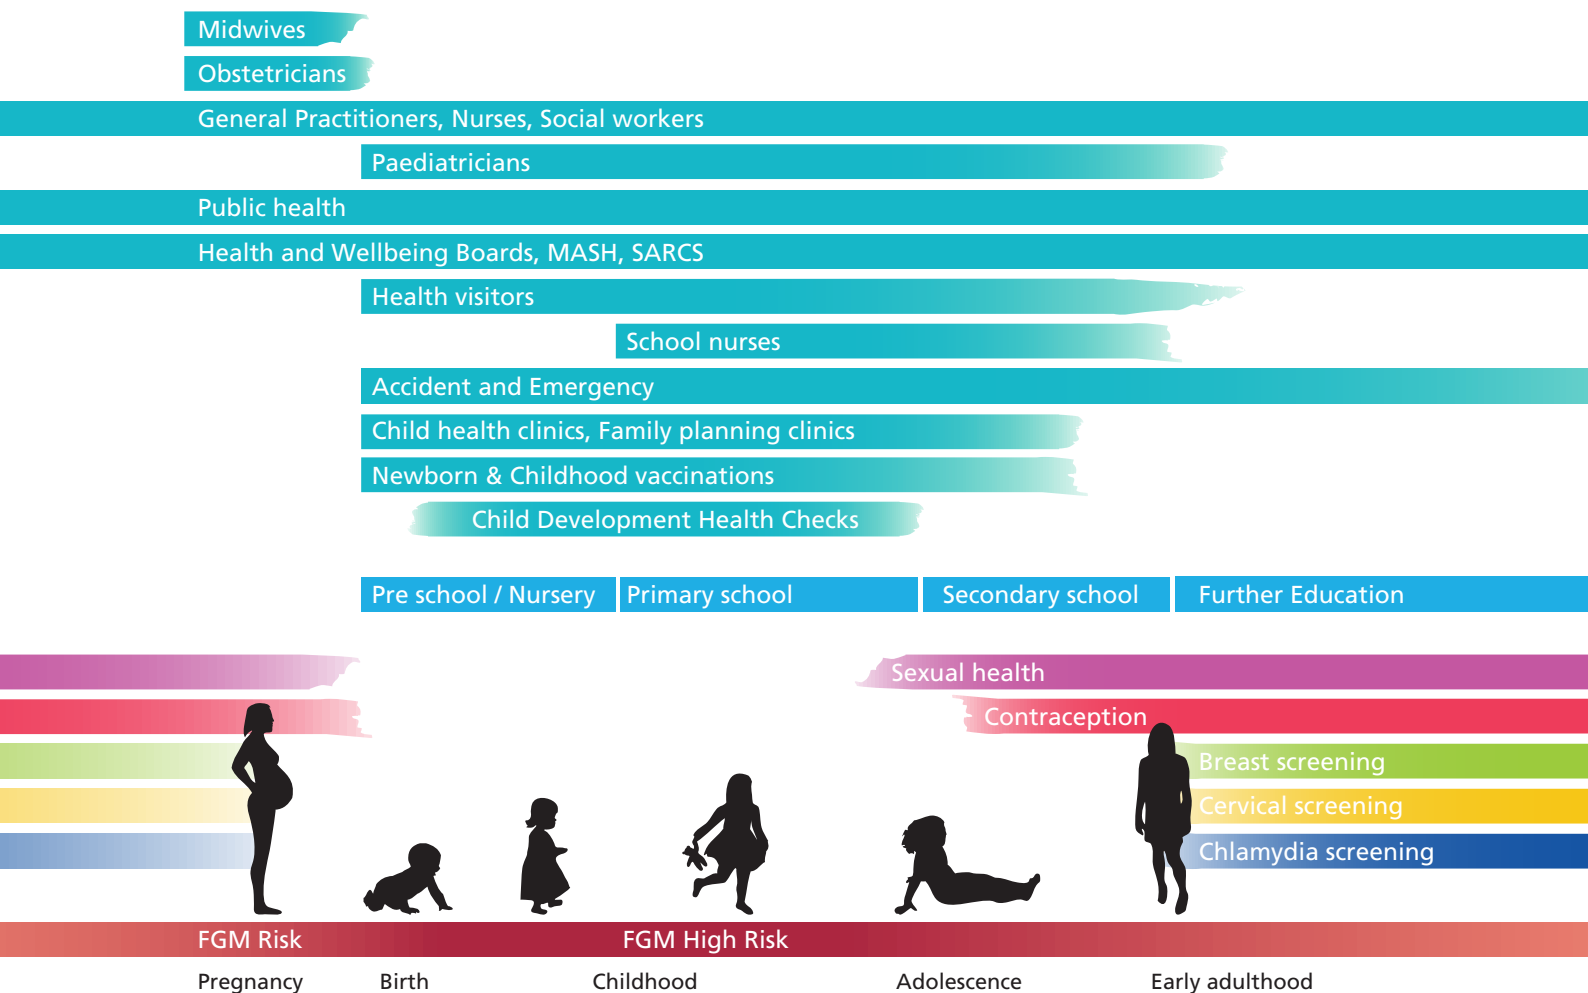 Midwives
Obstetricians
General Practitioners, Nurses, Social workers
Paediatricians
Public health
Health and Wellbeing Boards, MASH, SARCS
Health visitors
School nurses
Accident and Emergency
Child health clinics, Family planning clinics
Newborn & Childhood vaccinations
Child Development Health Checks
Pre school / Nursery Primary school Secondary school Further Education
Sexual health
Contraception
Breast screening
Cervical screening
Chlamydia screening
FGM Risk FGM High Risk
Pregnancy Birth Childhood Adolescence Early adulthood